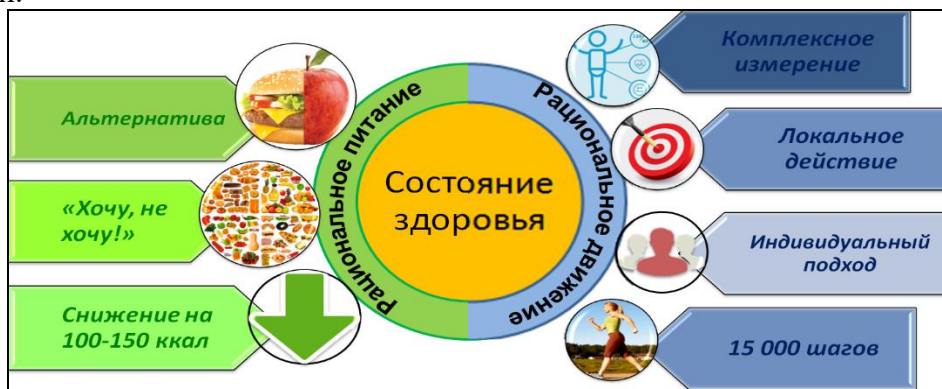 и.
Альтернатива
«Хочу, не
хочу!»
Снижение на
100-150 ккал
Рациональное питание
Состояние
здоровья
Рациональное движение
Комплексное
измерение
Локальное
действие
Индивидуальный
подход
15 000 шагов